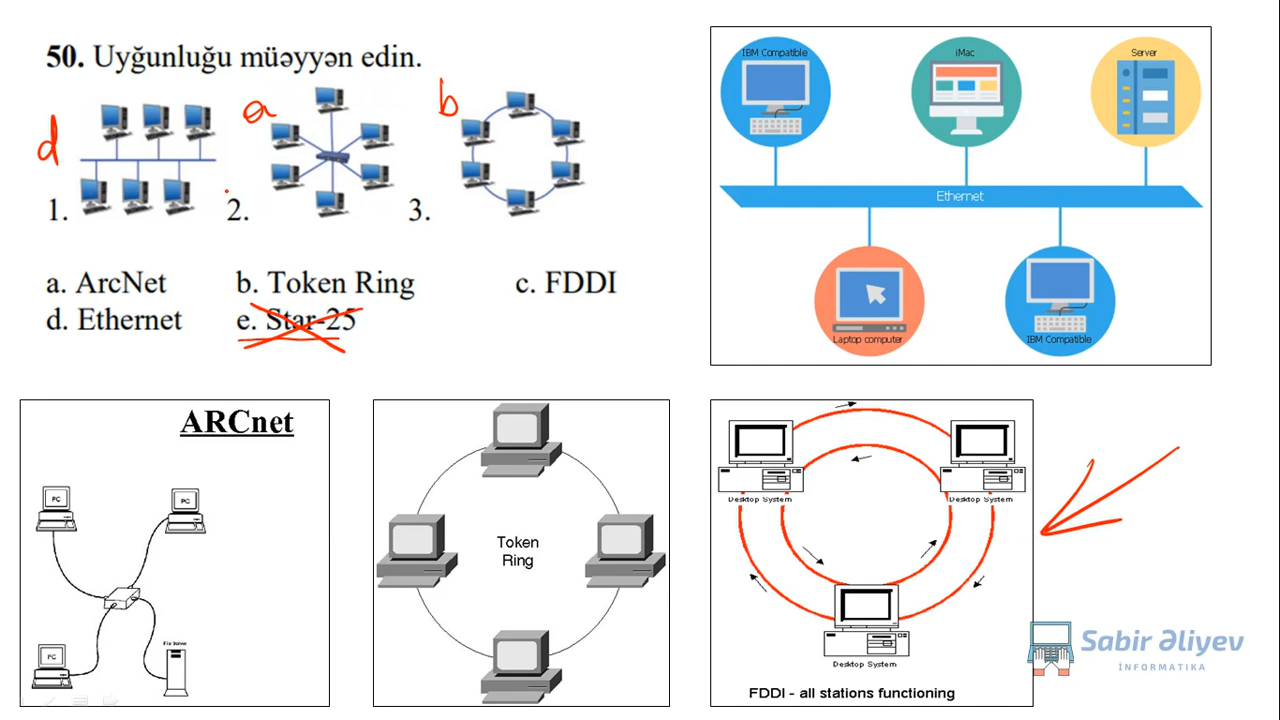 50. Uyğunluğu müəyyən edin.
d
a
b
1.
2.
3.
a. ArcNet b. Token Ring c. FDDI
d. Ethernet e. Star-25
IBM Compatible
iMac
Server
Ethernet
Laptop computer
IBM Compatible
ARCnet
PC
PC
PC
File Server
Token
Ring
Desktop System
Desktop System
Desktop System
FDDI - all stations functioning
Sabir Əliyev
İNFORMATIKA